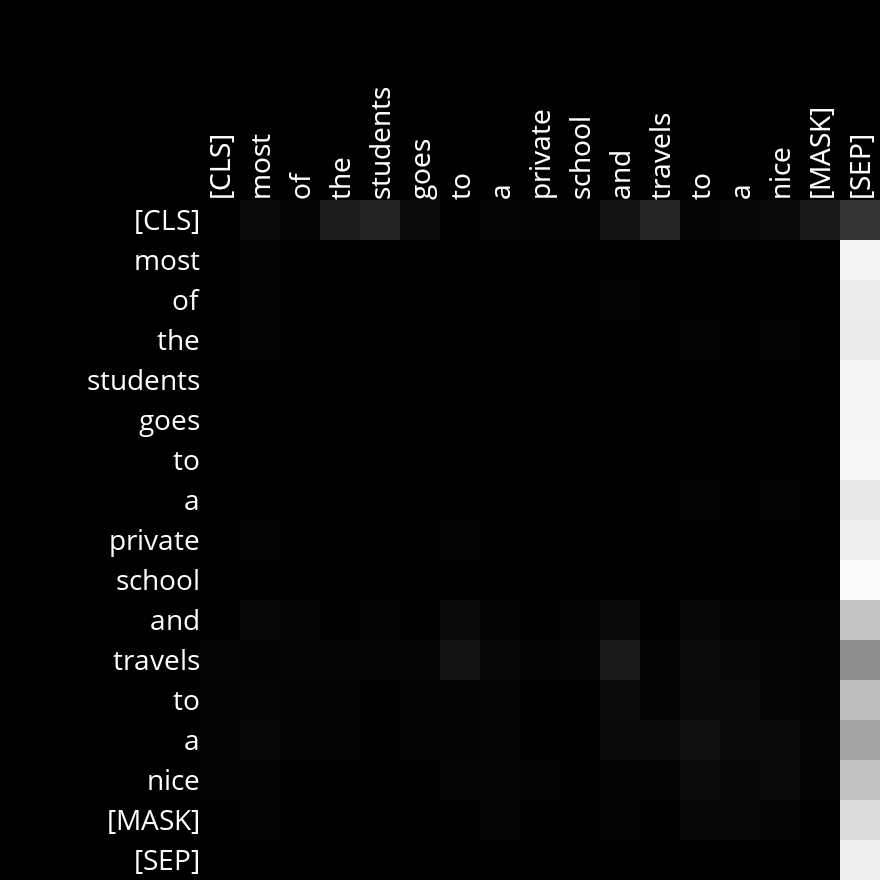 [CLS] most of the students goes to a private school and travels to a nice [MASK] [SEP]
[CLS]
most
of
the
students
goes
to
a
private
school
and
travels
to
a
nice
[MASK]
[SEP]